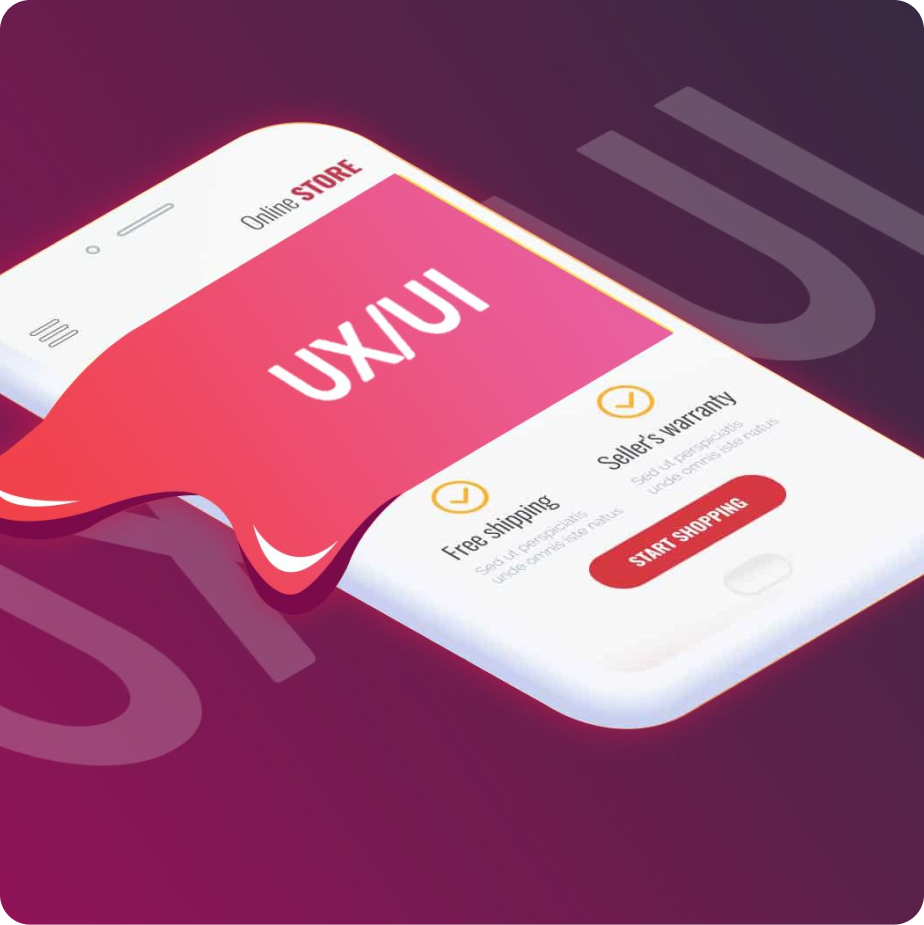 Online STORE
UX/UI
Free shipping
Sed ut perspiciatis
unde omnis iste natus
Seller's warranty
Sed ut perspiciatis
unde omnis iste natus
START SHOPPING
UX UI